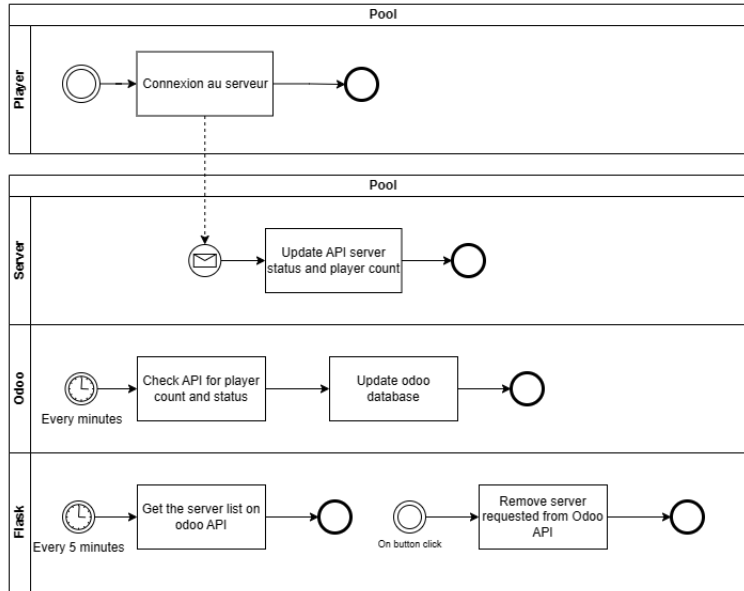 Pool
Player
Connexion au serveur
Pool
Server
Update API server
status and player count
Odoo
Every minutes
Check API for player
count and status
Update odoo
database
Flask
Every 5 minutes
Get the server list on
odoo API
On button click
Remove server
requested from Odoo
API